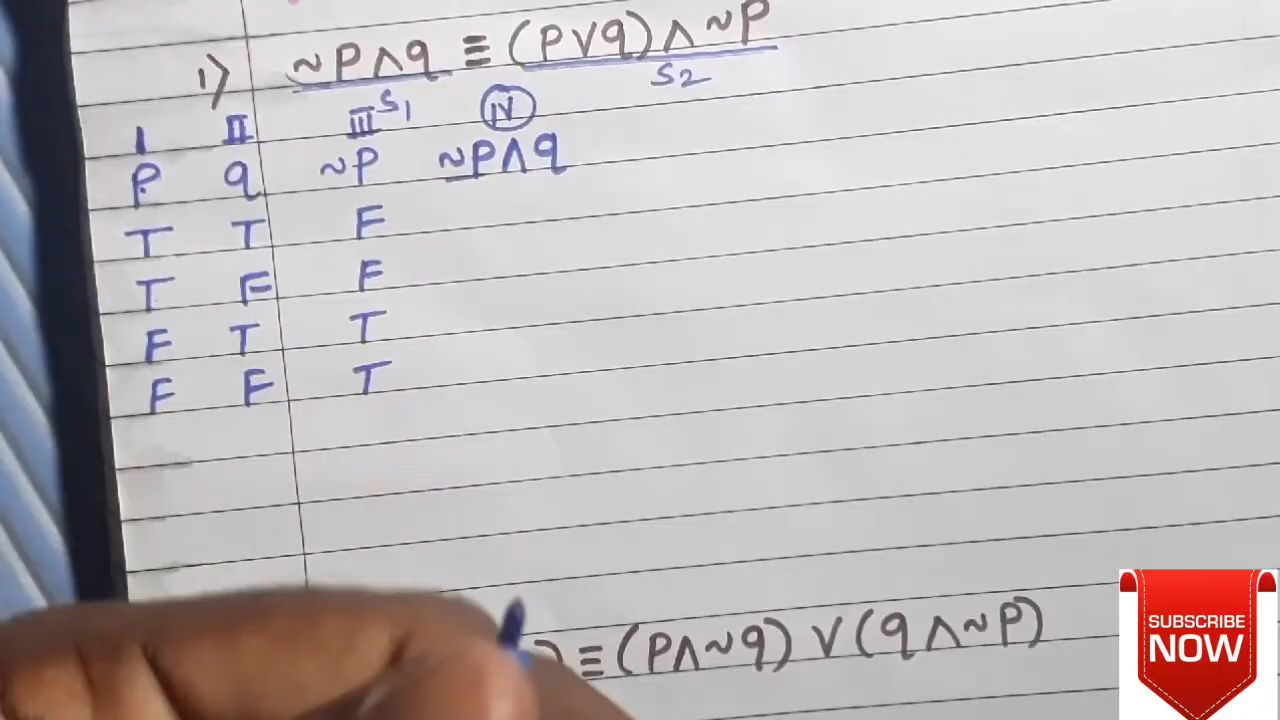 1) ~P∧q ≡ (P∨q)∧~P
S1 S2
I II III IV
P q ~P ~P∧q
T T F
T F F
F T T
F F T
) ≡ (P∧~q) ∨ (q∧~P)
SUBSCRIBE
NOW